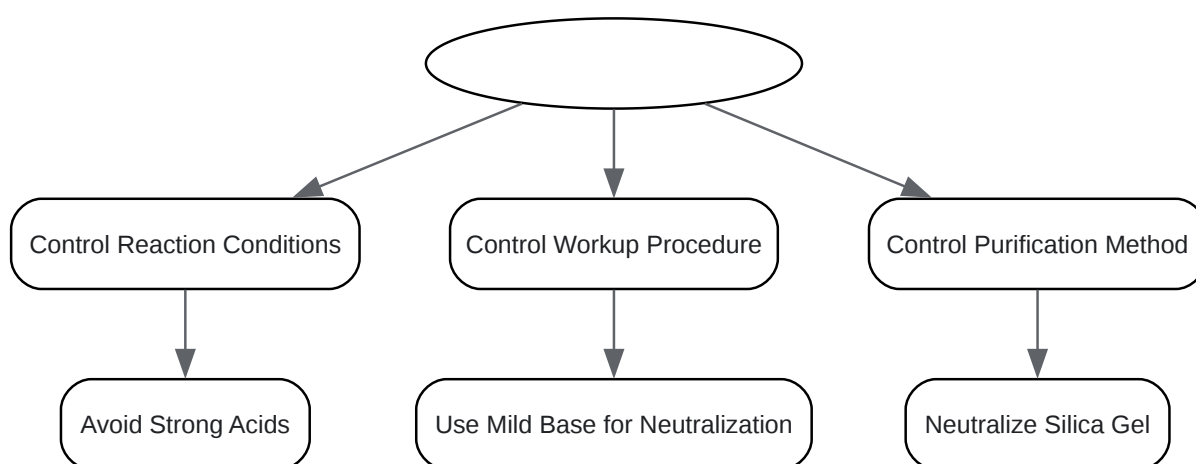 Control Reaction Conditions
Control Workup Procedure
Control Purification Method
Avoid Strong Acids
Use Mild Base for Neutralization
Neutralize Silica Gel